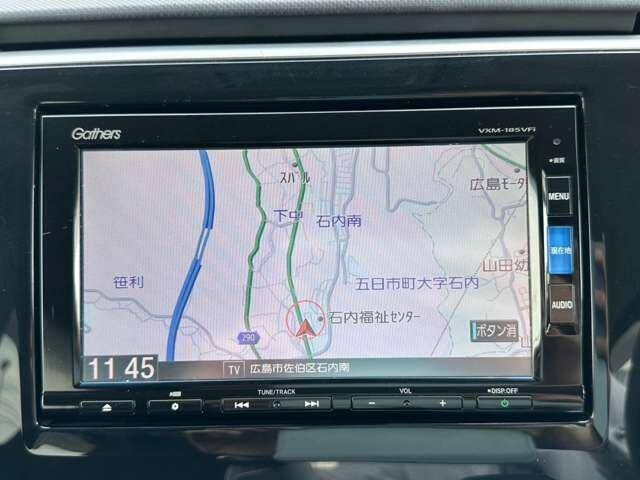 Gathers VXM-185VFi
画質
スバル
広島モータ
MENU
下中 石内南
現在地
山田幼
笹利 五日市町大字石内
AUDIO
石内福祉センター
290
ボタン消
11:45 TV 広島市佐伯区石内南
TUNE/TRACK VOL DISP.OFF